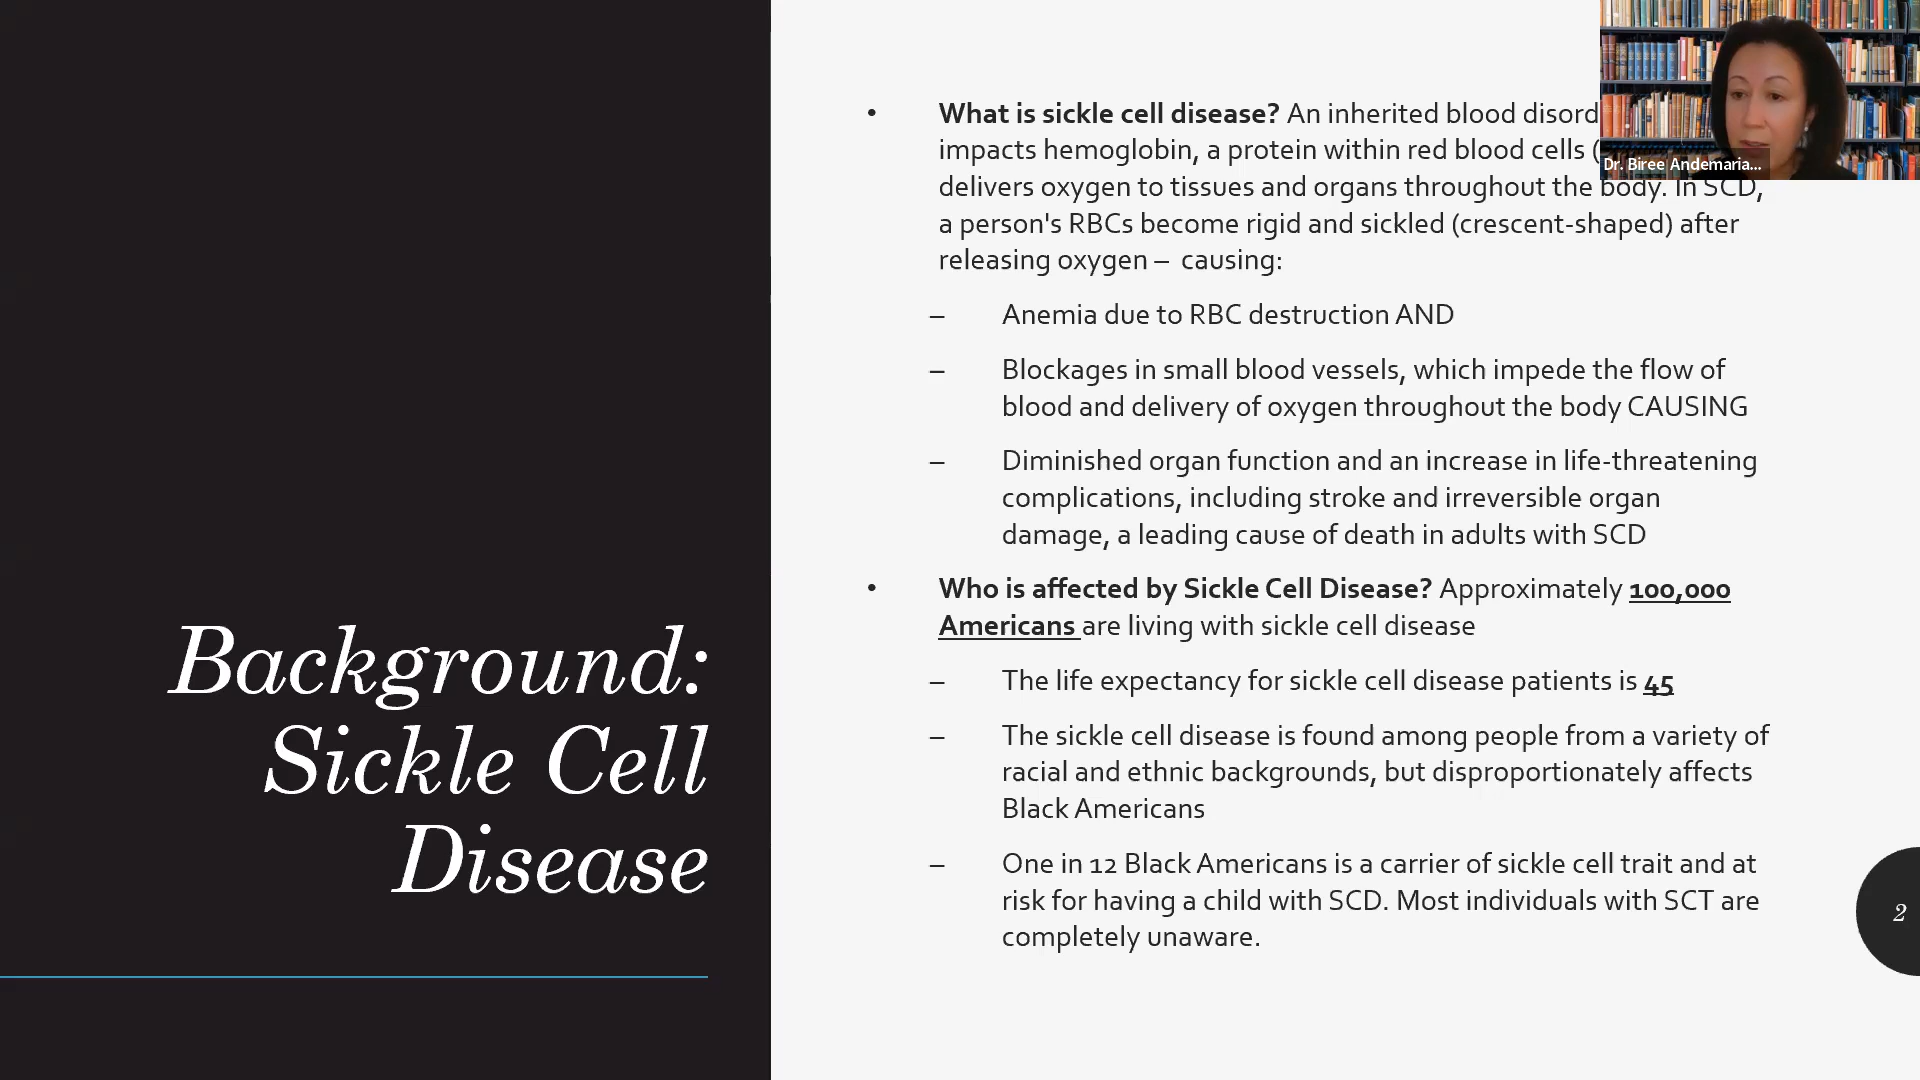 Background:
Sickle Cell
Disease
• What is sickle cell disease? An inherited blood disord
impacts hemoglobin, a protein within red blood cells (
delivers oxygen to tissues and organs throughout the body. In SCD,
a person's RBCs become rigid and sickled (crescent-shaped) after
releasing oxygen – causing:
– Anemia due to RBC destruction AND
– Blockages in small blood vessels, which impede the flow of
blood and delivery of oxygen throughout the body CAUSING
– Diminished organ function and an increase in life-threatening
complications, including stroke and irreversible organ
damage, a leading cause of death in adults with SCD
• Who is affected by Sickle Cell Disease? Approximately 100,000
Americans are living with sickle cell disease
– The life expectancy for sickle cell disease patients is 45
– The sickle cell disease is found among people from a variety of
racial and ethnic backgrounds, but disproportionately affects
Black Americans
– One in 12 Black Americans is a carrier of sickle cell trait and at
risk for having a child with SCD. Most individuals with SCT are
completely unaware.
Dr. Biree Andemaria...
2